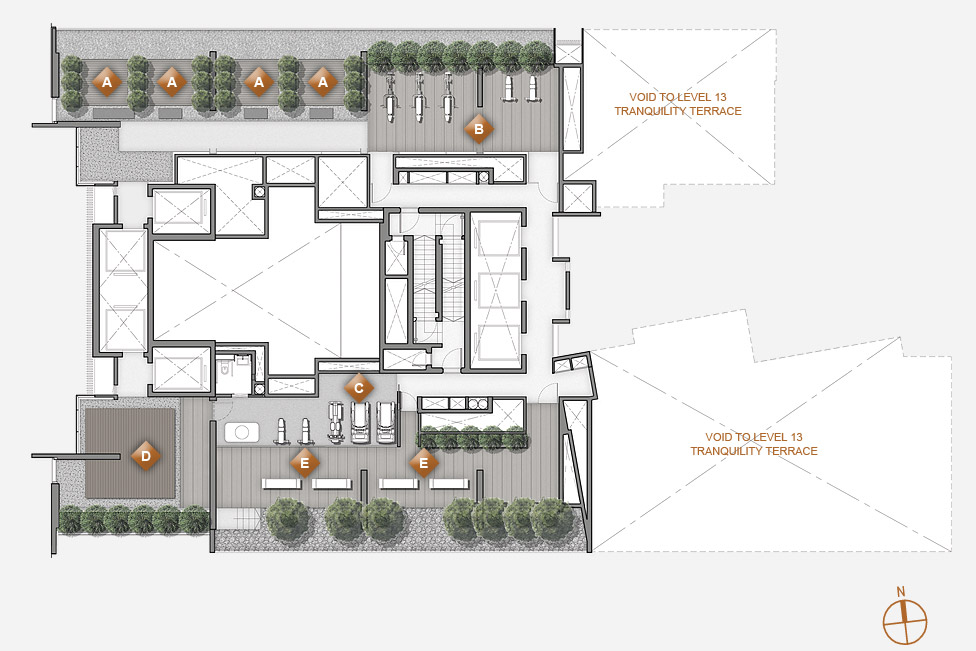 A A A A
B
VOID TO LEVEL 13
TRANQUILITY TERRACE
C
D
E E
VOID TO LEVEL 13
TRANQUILITY TERRACE
N